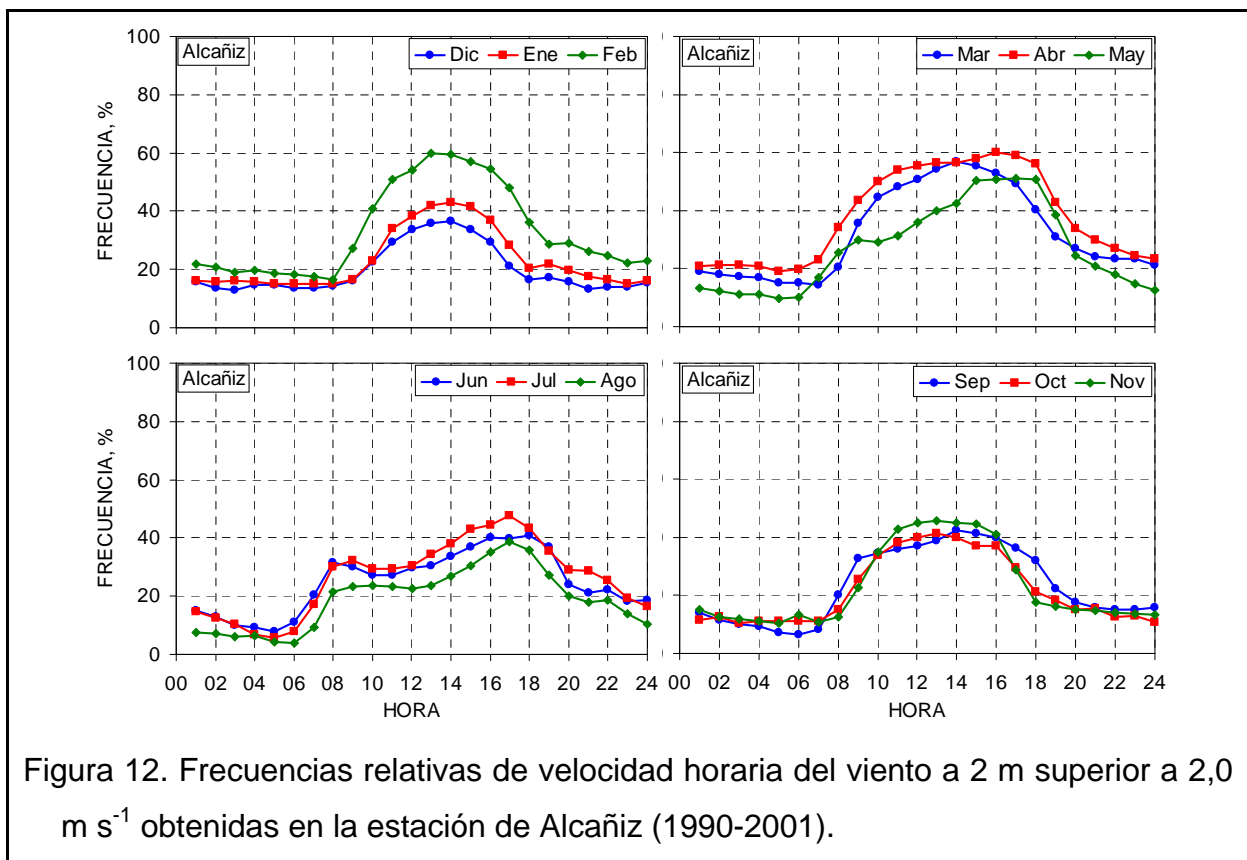 Alcañiz
Dic Ene Feb
Alcañiz
Mar Abr May
100
80
60
40
20
0
FRECUENCIA, %
Alcañiz
Jun Jul Ago
Alcañiz
Sep Oct Nov
100
80
60
40
20
0
FRECUENCIA, %
00 02 04 06 08 10 12 14 16 18 20 22 24
HORA
00 02 04 06 08 10 12 14 16 18 20 22 24
HORA
Figura 12. Frecuencias relativas de velocidad horaria del viento a 2 m superior a 2,0
m s-1 obtenidas en la estación de Alcañiz (1990-2001).